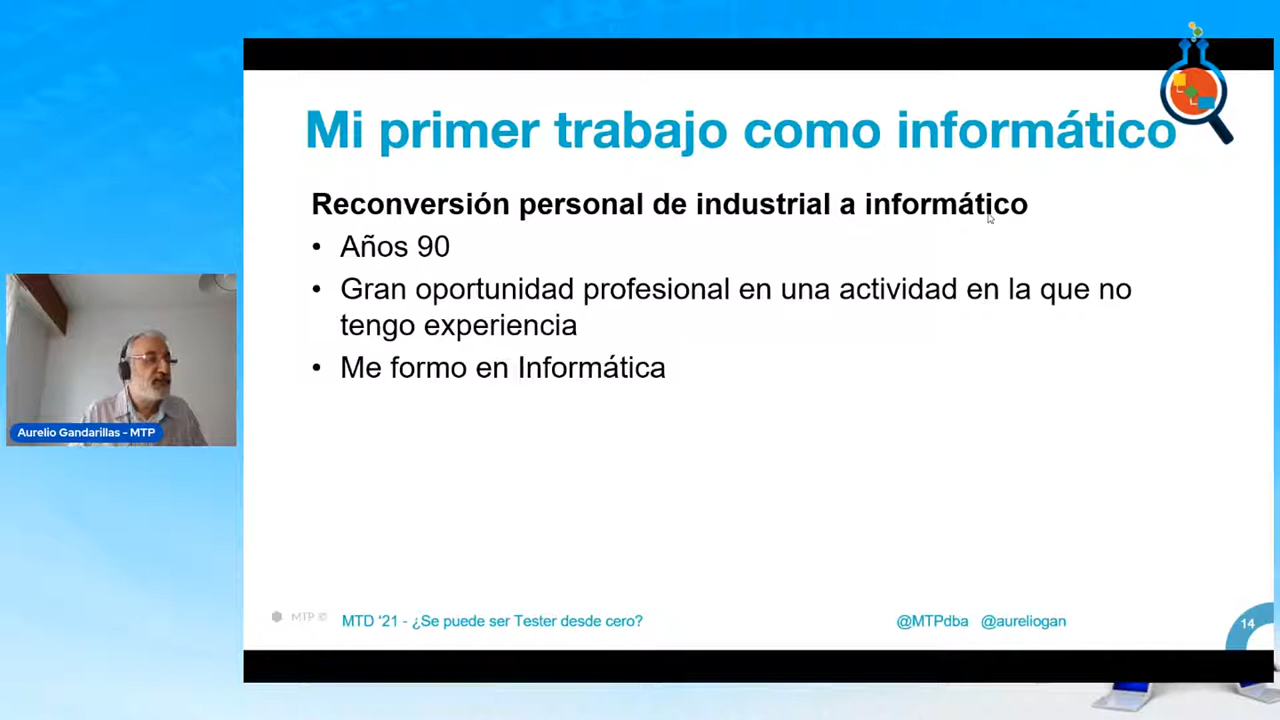 Mi primer trabajo como informático
Reconversión personal de industrial a informático
• Años 90
• Gran oportunidad profesional en una actividad en la que no
tengo experiencia
• Me formo en Informática
Aurelio Gandarillas - MTP
MTP ©
MTD '21 - ¿Se puede ser Tester desde cero?
@MTPdba @aureliogan
14